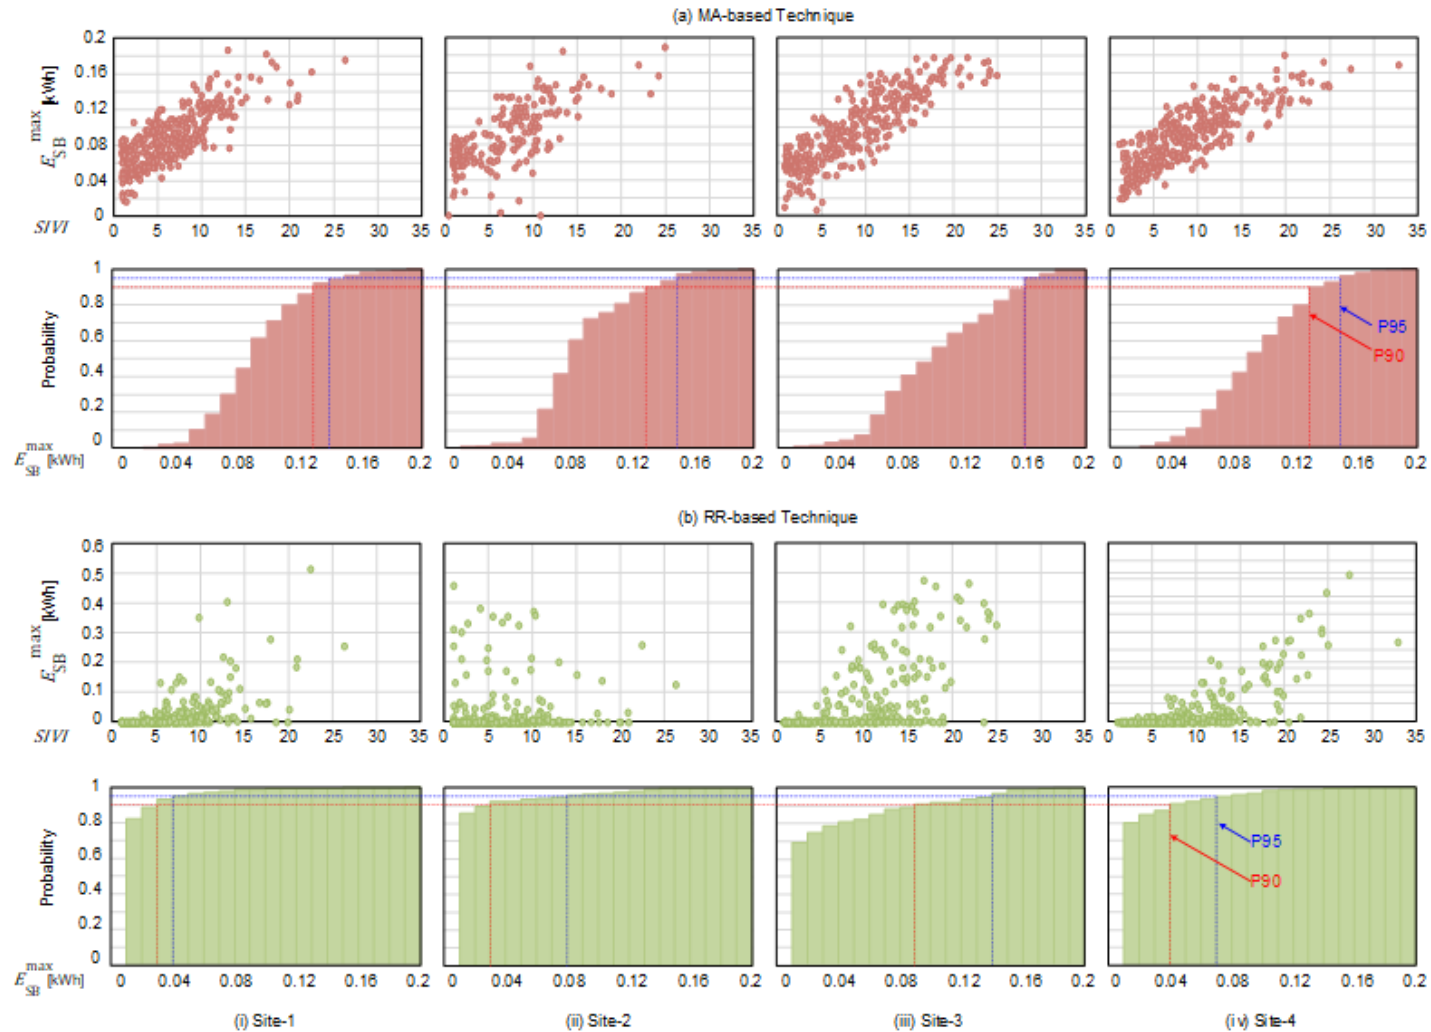 (a) MA-based Technique
0.2
0.16
0.12
0.08
0.04
0
E SB max [kWh]
SIVI 0 5 10 15 20 25 30 35 0 5 10 15 20 25 30 35 0 5 10 15 20 25 30 35 0 5 10 15 20 25 30 35
1
0.8
0.6
0.4
0.2
0
Probability
P95
P90
E SB max [kWh] 0 0.04 0.08 0.12 0.16 0.2 0 0.04 0.08 0.12 0.16 0.2 0 0.04 0.08 0.12 0.16 0.2 0 0.04 0.08 0.12 0.16 0.2
(b) RR-based Technique
0.6
0.5
0.4
0.3
0.2
0.1
0
E SB max [kWh]
SIVI 0 5 10 15 20 25 30 35 0 5 10 15 20 25 30 35 0 5 10 15 20 25 30 35 0 5 10 15 20 25 30 35
1
0.8
0.6
0.4
0.2
0
Probability
P95
P90
E SB max [kWh] 0 0.04 0.08 0.12 0.16 0.2 0 0.04 0.08 0.12 0.16 0.2 0 0.04 0.08 0.12 0.16 0.2 0 0.04 0.08 0.12 0.16 0.2
(i) Site-1 (ii) Site-2 (iii) Site-3 (iv) Site-4